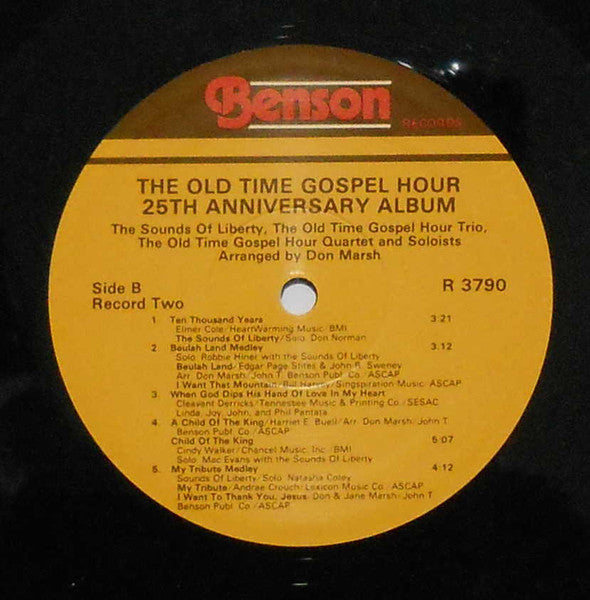 Benson
RECORDS
THE OLD TIME GOSPEL HOUR
25TH ANNIVERSARY ALBUM
The Sounds Of Liberty, The Old Time Gospel Hour Trio,
The Old Time Gospel Hour Quartet and Soloists
Arranged by Don Marsh
Side B
Record Two
R 3790
1. Ten Thousand Years 3:21
Elmer Cole/HeartWarming Music/BMI
The Sounds Of Liberty/Solo: Don Norman
2. Beulah Land Medley 3:12
Solo: Robbie Hiner with the Sounds Of Liberty
Beulah Land/Edgar Page Stites & John R. Sweney
Arr. Don Marsh/John T. Benson Publ. Co./ASCAP
I Want That Mountain/Bill Harvey/Singspiration Music/ASCAP
3. When God Dips His Hand Of Love In My Heart
Cleavant Derricks/Tennessee Music & Printing Co./SESAC
Linda, Joy, John, and Phil Pantana
4. A Child Of The King/Harriet E. Buell/Arr. Don Marsh/John T.
Benson Publ. Co./ASCAP
Child Of The King 5:07
Cindy Walker/Chancel Music, Inc./BMI
Solo: Mac Evans with the Sounds Of Liberty
5. My Tribute Medley 4:12
Sounds Of Liberty/Solo: Natasha Coley
My Tribute/Andrae Crouch/Lexicon Music Co./ASCAP
I Want To Thank You, Jesus/Don & Jane Marsh/John T.
Benson Publ. Co./ASCAP